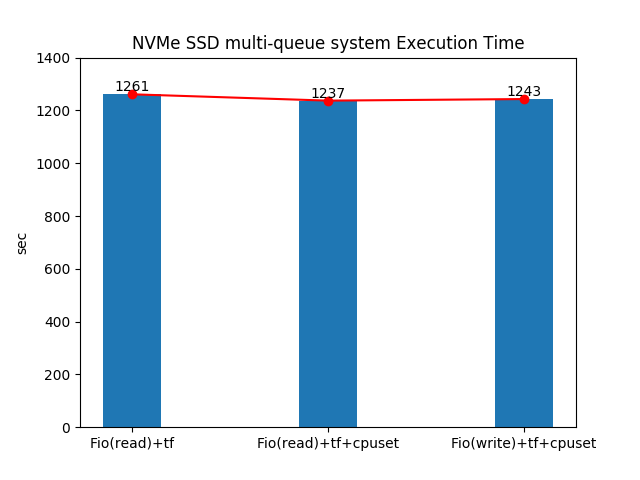 NVMe SSD multi-queue system Execution Time
1400
1200
1000
800
600
400
200
0
sec
1261
1237
1243
Fio(read)+tf
Fio(read)+tf+cpuset
Fio(write)+tf+cpuset